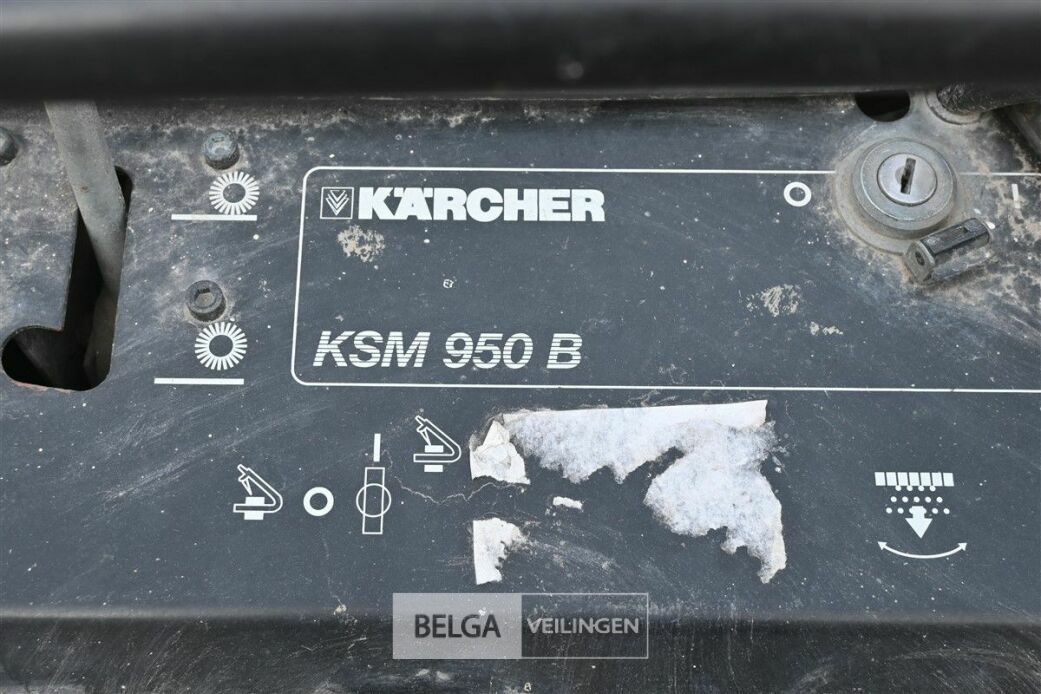 KÄRCHER
KSM 950 B
BELGA VEILINGEN